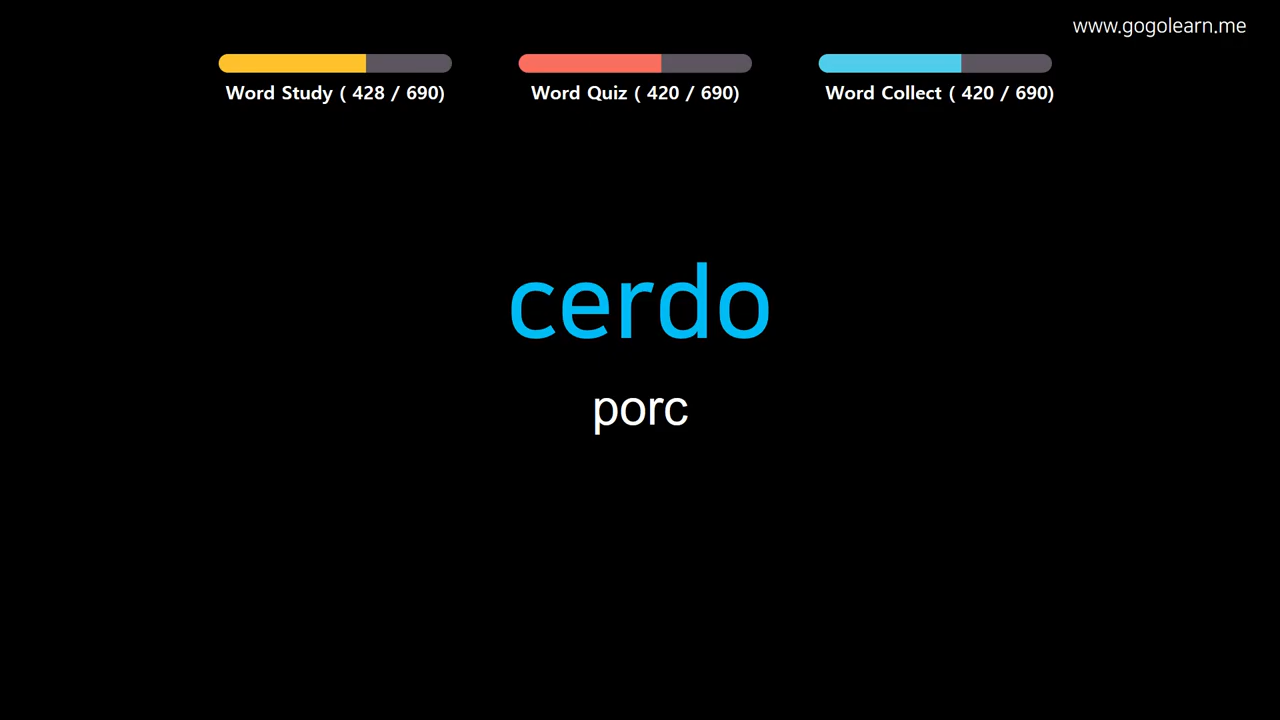 www.gogolearn.me
Word Study ( 428 / 690)
Word Quiz ( 420 / 690)
Word Collect ( 420 / 690)
cerdo
porc